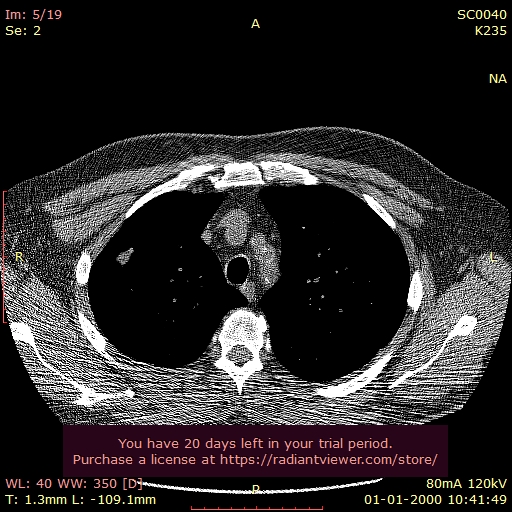 Im: 5/19
Se: 2
A
SC0040
K235
NA
R
L
You have 20 days left in your trial period.
Purchase a license at https://radiantviewer.com/store/
WL: 40 WW: 350 [D]
T: 1.3mm L: -109.1mm
P
80mA 120kV
01-01-2000 10:41:49